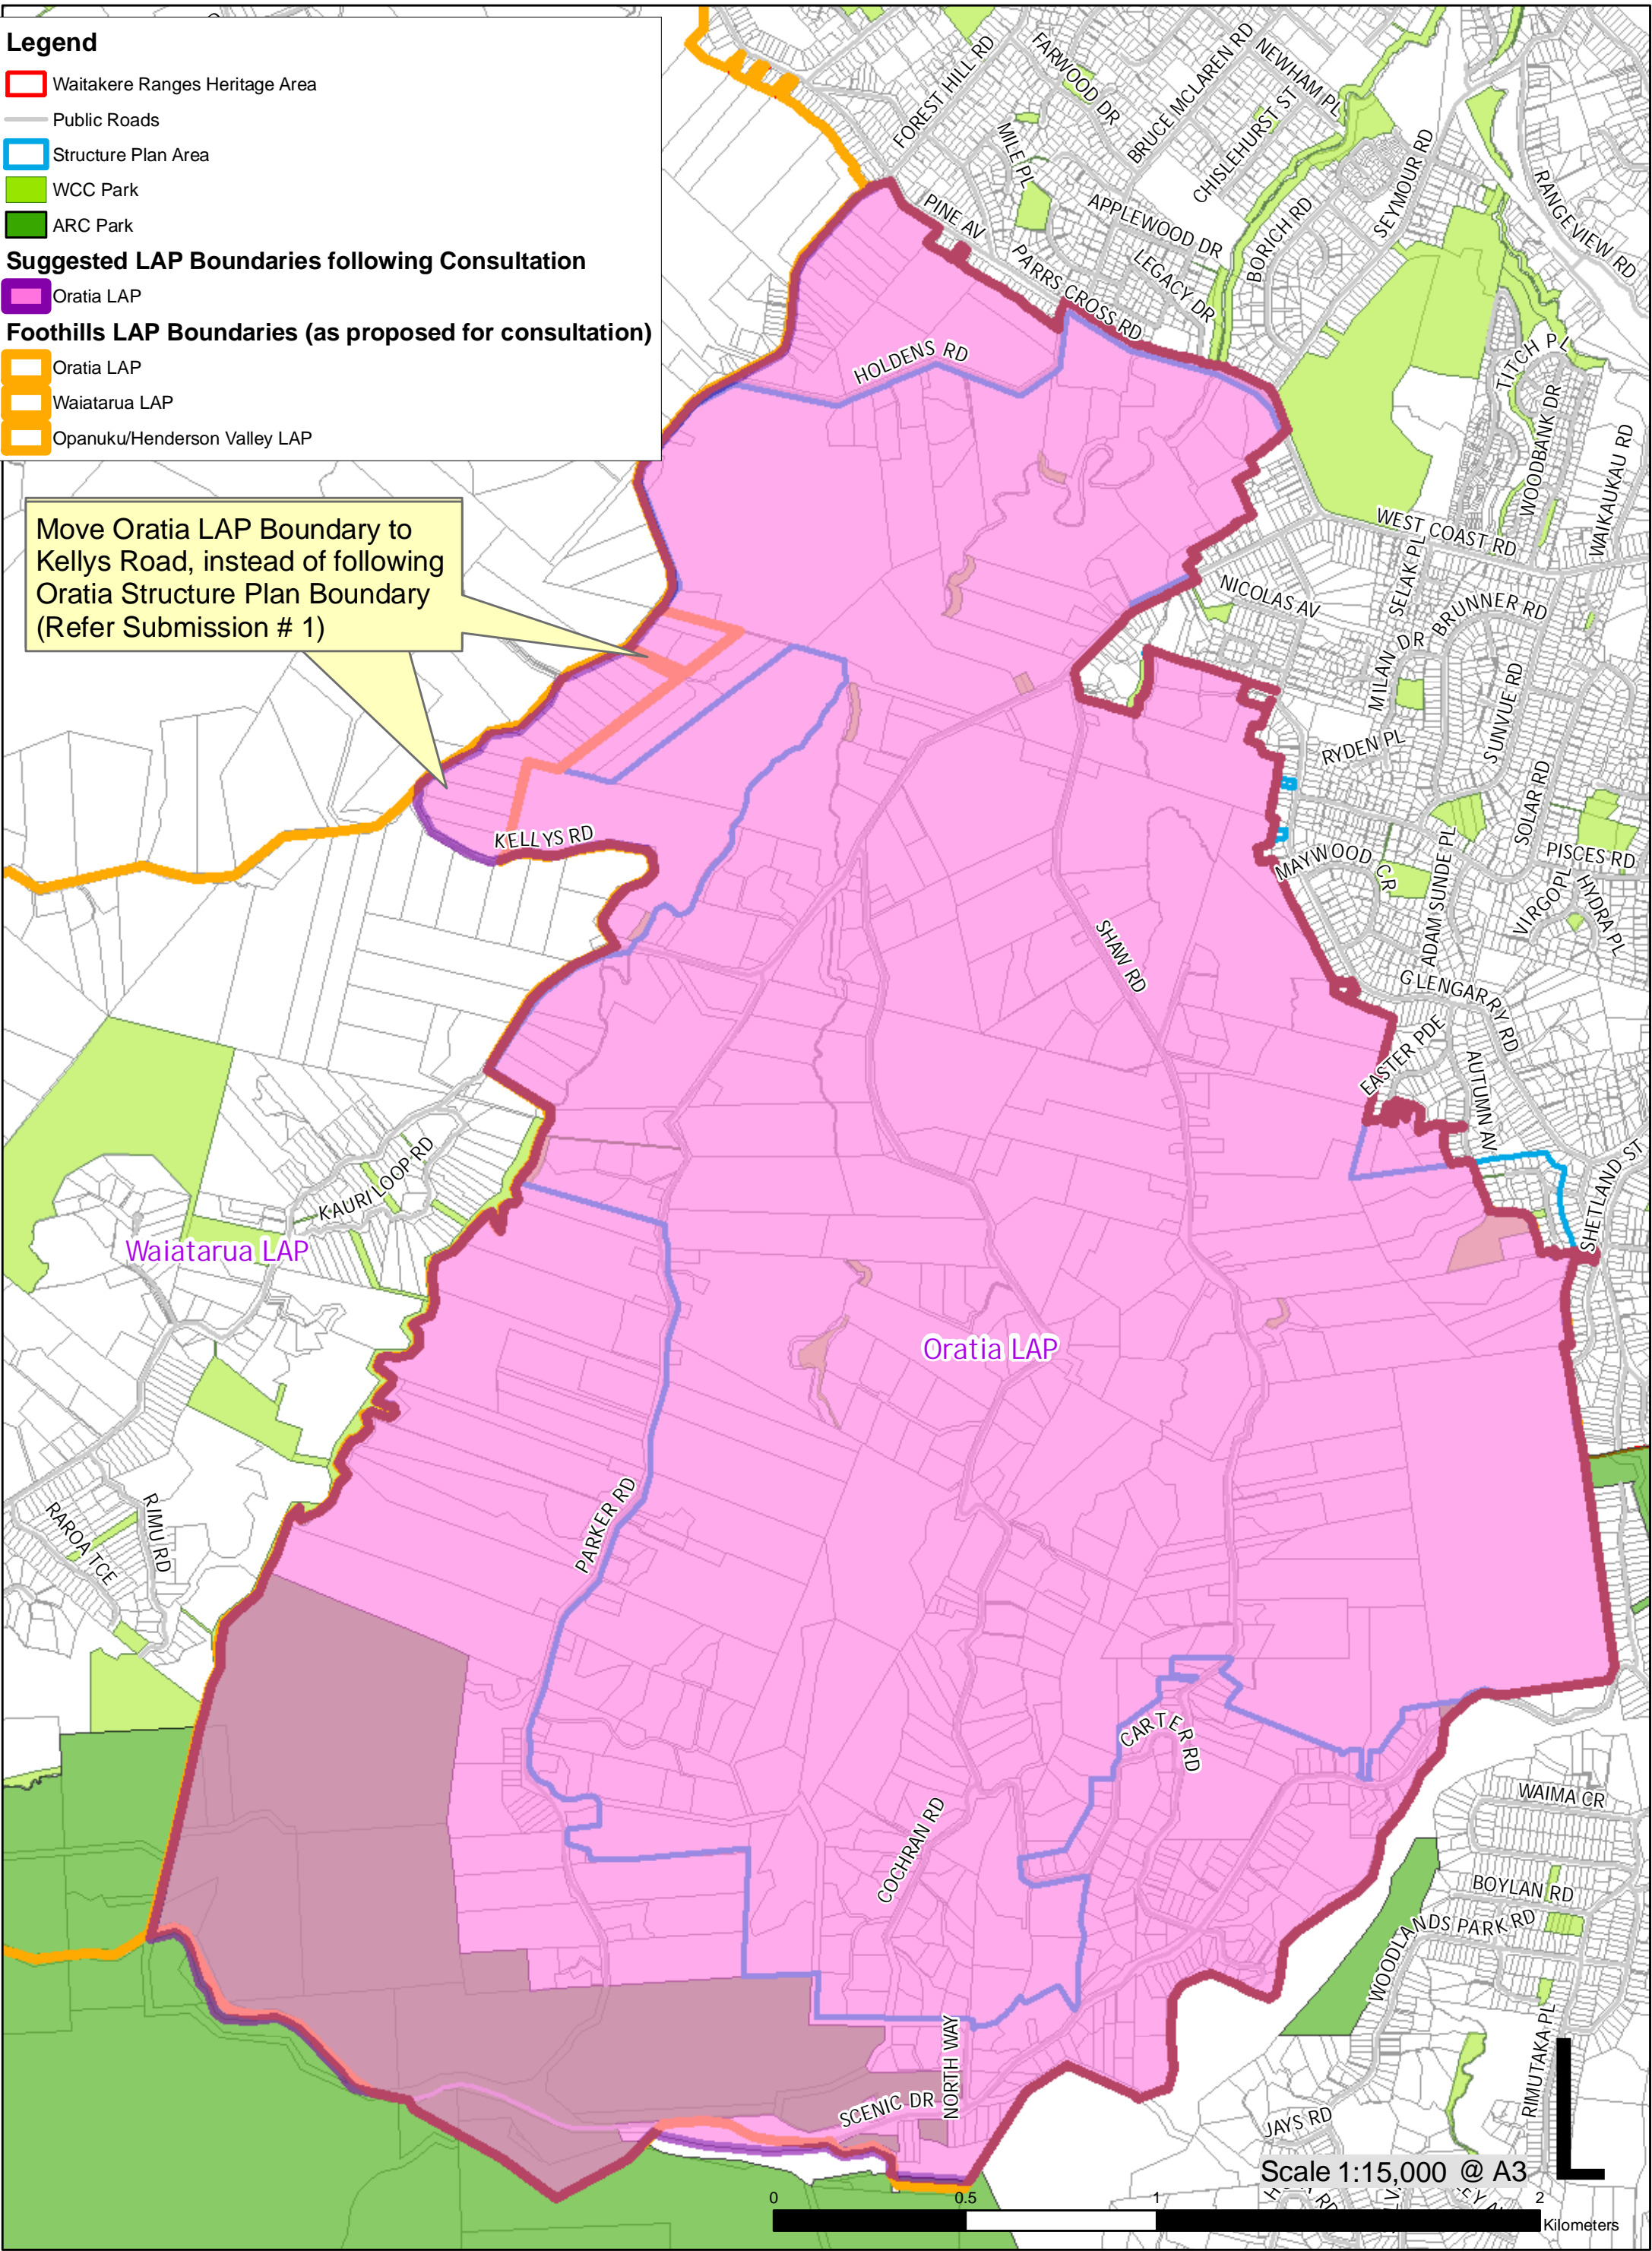 Legend
Waitakere Ranges Heritage Area
Public Roads
Structure Plan Area
WCC Park
ARC Park
Suggested LAP Boundaries following Consultation
Oratia LAP
Foothills LAP Boundaries (as proposed for consultation)
Oratia LAP
Waiatarua LAP
Opanuku/Henderson Valley LAP
Move Oratia LAP Boundary to
Kellys Road, instead of following
Oratia Structure Plan Boundary
(Refer Submission # 1)
FOREST HILL RD
FARWOOD DR
BRUCE MCLAREN RD
NEWHAM PL
CHISLEHURST ST
MILE PL
SEYMOUR RD
RANGEVIEW RD
PINE AV
APPLEWOOD DR
BORICH RD
PARRS CROSS RD
LEGACY DR
HOLDENS RD
TITCH PL
WOODBANK DR
WAIKAUKAU RD
WEST COAST RD
SELAK PL
NICOLAS AV
BRUNNER RD
MILAN DR
SUNVUE RD
RYDEN PL
SOLAR RD
KELLYS RD
MAYWOOD CR
ADAM SUNDE PL
PISCES RD
VIRGO PL
HYDRA PL
SHAW RD
GLENGARRY RD
EASTER PDE
AUTUMN AV
KAURI LOOP RD
SHETLAND ST
Waiatarua LAP
Oratia LAP
PARKER RD
RAROA TCE
RIMU RD
CARTER RD
WAIMA CR
COCHRAN RD
BOYLAN RD
WOODLANDS PARK RD
NORTH WAY
RIMUTAKA PL
SCENIC DR
JAYS RD
Scale 1:15,000 @ A3
0 0.5 1 2
Kilometers